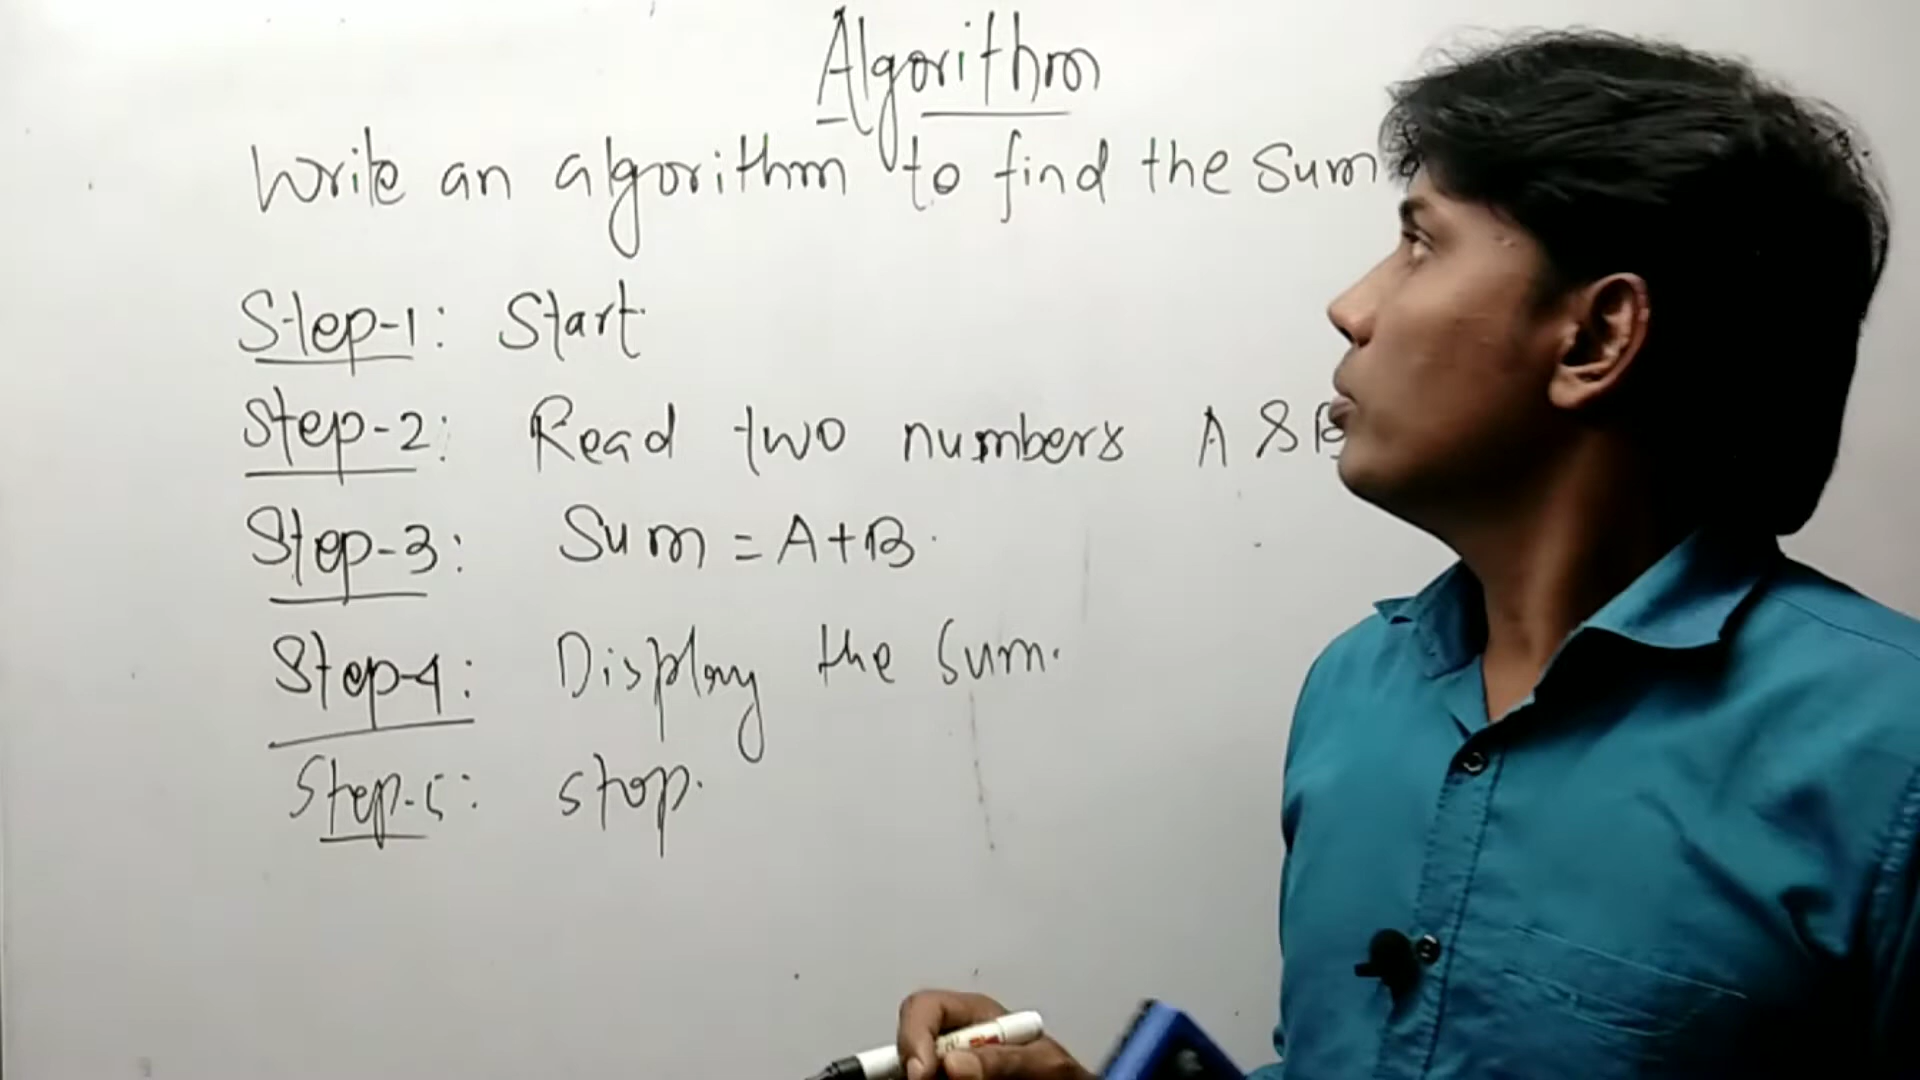 Algorithm
Write an algorithm to find the Sum
Step-1: Start
Step-2: Read two numbers A & B
Step-3: Sum = A+B.
Step-4: Display the Sum.
Step-5: stop.